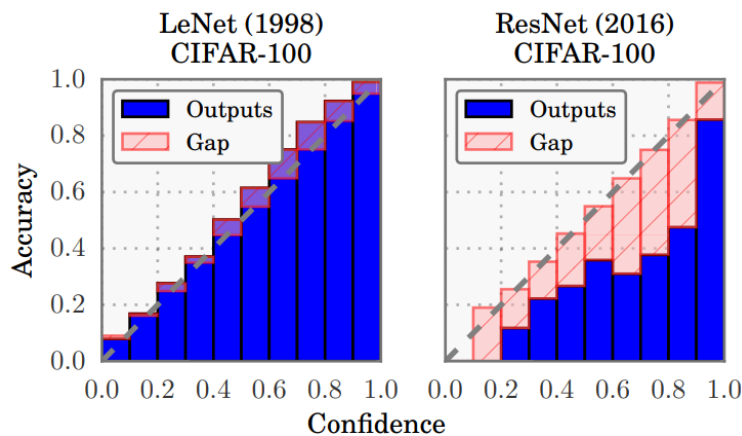 LeNet (1998)
CIFAR-100
ResNet (2016)
CIFAR-100
1.0
0.8
0.6
0.4
0.2
0.0
Accuracy
Outputs
Gap
Outputs
Gap
0.0 0.2 0.4 0.6 0.8 1.0
0.0 0.2 0.4 0.6 0.8 1.0
Confidence